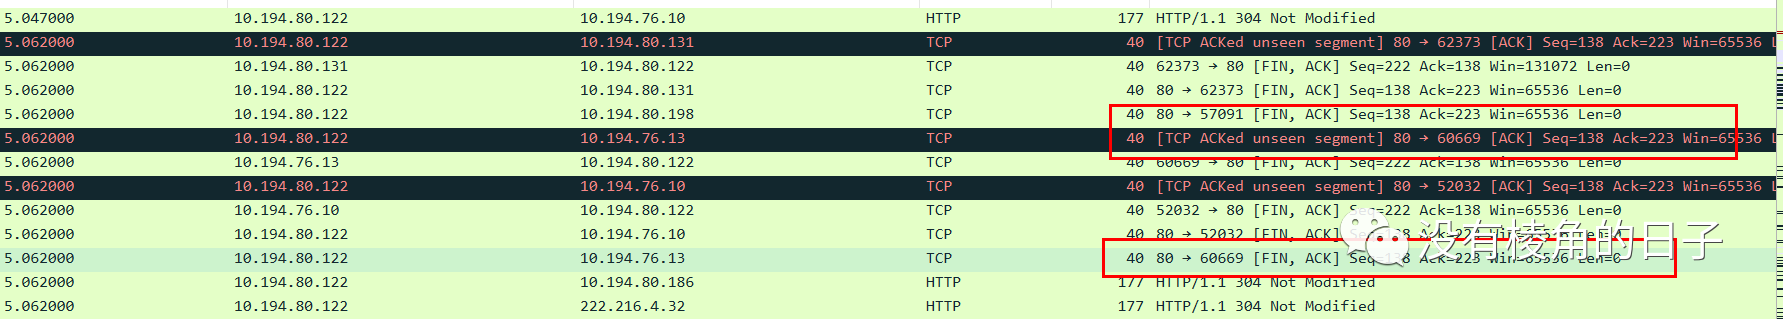 5.047000 10.194.80.122 10.194.76.10 HTTP 177 HTTP/1.1 304 Not Modified
5.062000 10.194.80.122 10.194.80.131 TCP 40 [TCP ACKed unseen segment] 80 → 62373 [ACK] Seq=138 Ack=223 Win=65536 L
5.062000 10.194.80.131 10.194.80.122 TCP 40 62373 → 80 [FIN, ACK] Seq=222 Ack=138 Win=131072 Len=0
5.062000 10.194.80.122 10.194.80.131 TCP 40 80 → 62373 [FIN, ACK] Seq=138 Ack=223 Win=65536 Len=0
5.062000 10.194.80.122 10.194.80.198 TCP 40 80 → 57091 [FIN, ACK] Seq=138 Ack=223 Win=65536 Len=0
5.062000 10.194.80.122 10.194.76.13 TCP 40 [TCP ACKed unseen segment] 80 → 60669 [ACK] Seq=138 Ack=223 Win=65536 L
5.062000 10.194.76.13 10.194.80.122 TCP 40 60669 → 80 [FIN, ACK] Seq=222 Ack=138 Win=65536 Len=0
5.062000 10.194.80.122 10.194.76.10 TCP 40 [TCP ACKed unseen segment] 80 → 52032 [ACK] Seq=138 Ack=223 Win=65536 L
5.062000 10.194.76.10 10.194.80.122 TCP 40 52032 → 80 [FIN, ACK] Seq=222 Ack=138 Win=65536 Len=0
5.062000 10.194.80.122 10.194.76.10 TCP 40 80 → 52032 [FIN, ACK] Seq=138 Ack=223 Win=65536 Len=0
没有棱角的日子
5.062000 10.194.80.122 10.194.76.13 TCP 40 80 → 60669 [FIN, ACK] Seq=138 Ack=223 Win=65536 Len=0
5.062000 10.194.80.122 10.194.80.186 HTTP 177 HTTP/1.1 304 Not Modified
5.062000 10.194.80.122 222.216.4.32 HTTP 177 HTTP/1.1 304 Not Modified